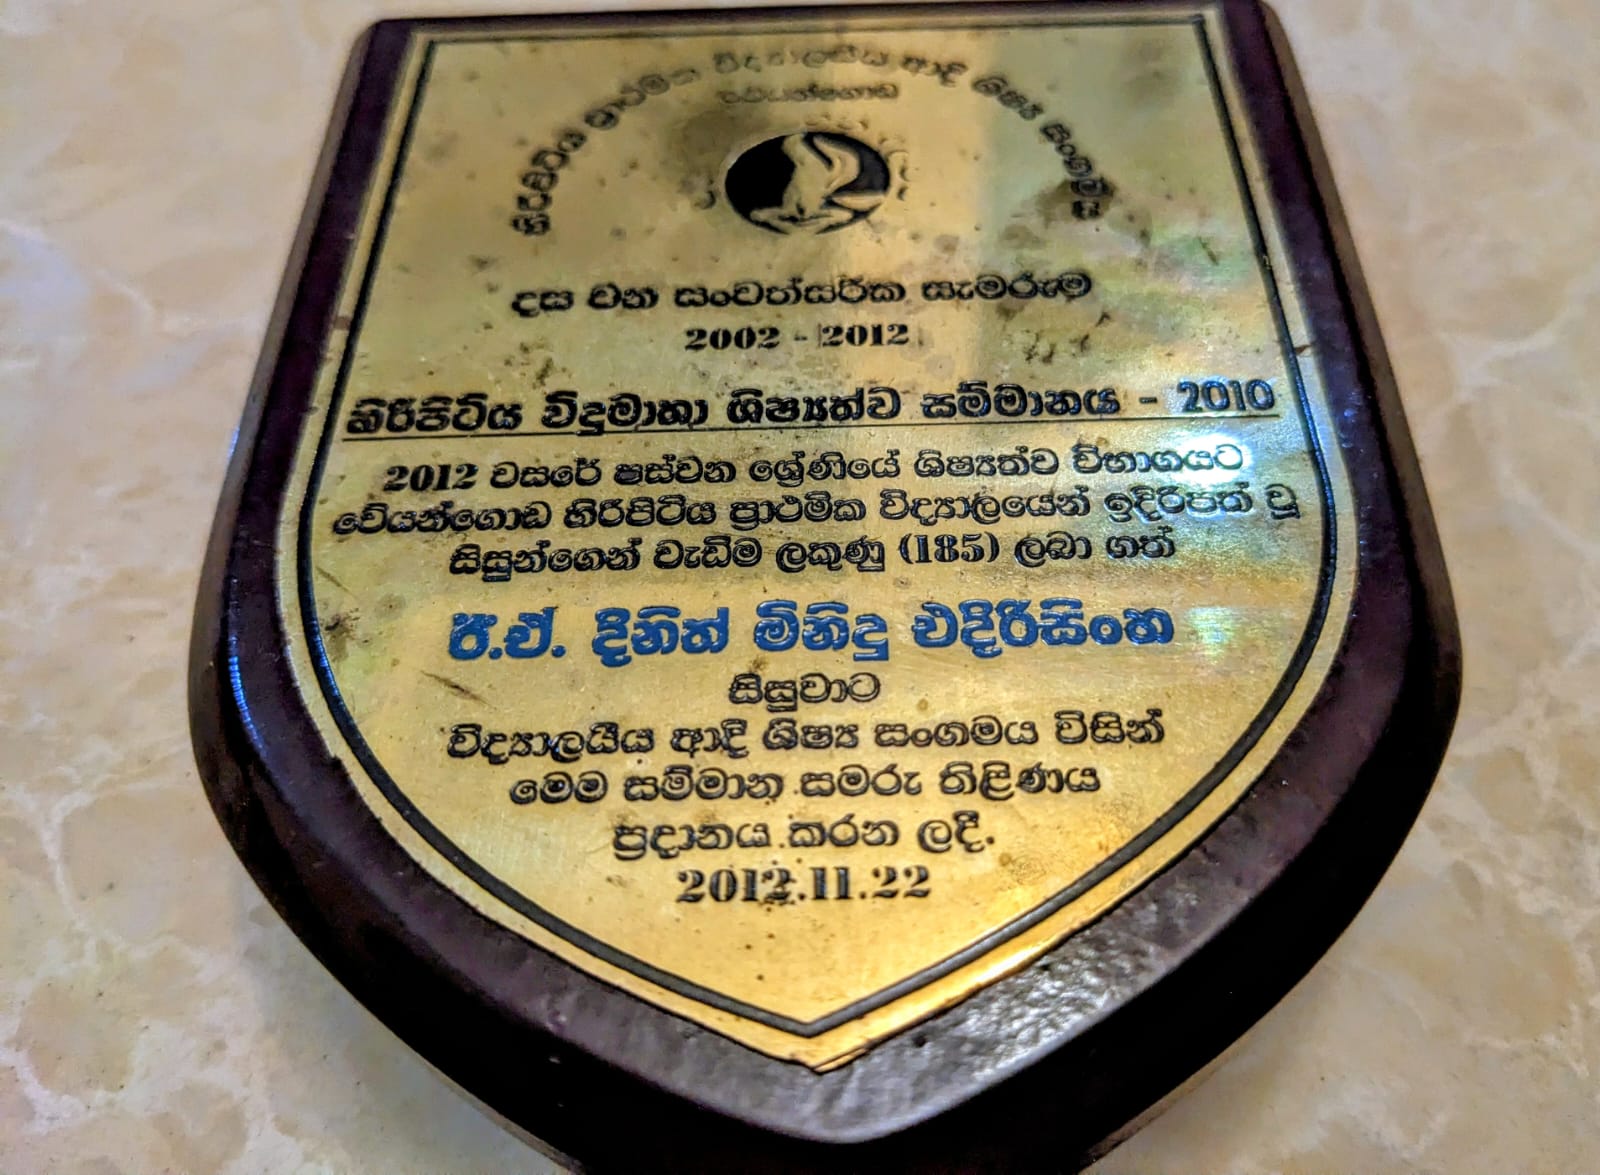 හිරිපිටිය ප්‍රාථමික විද්‍යාලයීය ආදි ශිෂ්‍ය සංගමය
වේයන්ගොඩ
දස වන සංවත්සරික සැමරුම
2002 - 2012
හිරිපිටිය විදුමාතා ශිෂ්‍යත්ව සම්මානය - 2010
2012 වසරේ පස්වන ශ්‍රේණියේ ශිෂ්‍යත්ව විභාගයට
වේයන්ගොඩ හිරිපිටිය ප්‍රාථමික විද්‍යාලයෙන් ඉදිරිපත් වූ
සිසුන්ගෙන් වැඩිම ලකුණු (185) ලබා ගත්
ඊ.ඒ. දිනිත් මිනිදු එදිරිසිංහ
සිසුවාට
විද්‍යාලයීය ආදි ශිෂ්‍ය සංගමය විසින්
මෙම සම්මාන සමරු තිළිණය
ප්‍රදානය කරන ලදී.
2012.11.22